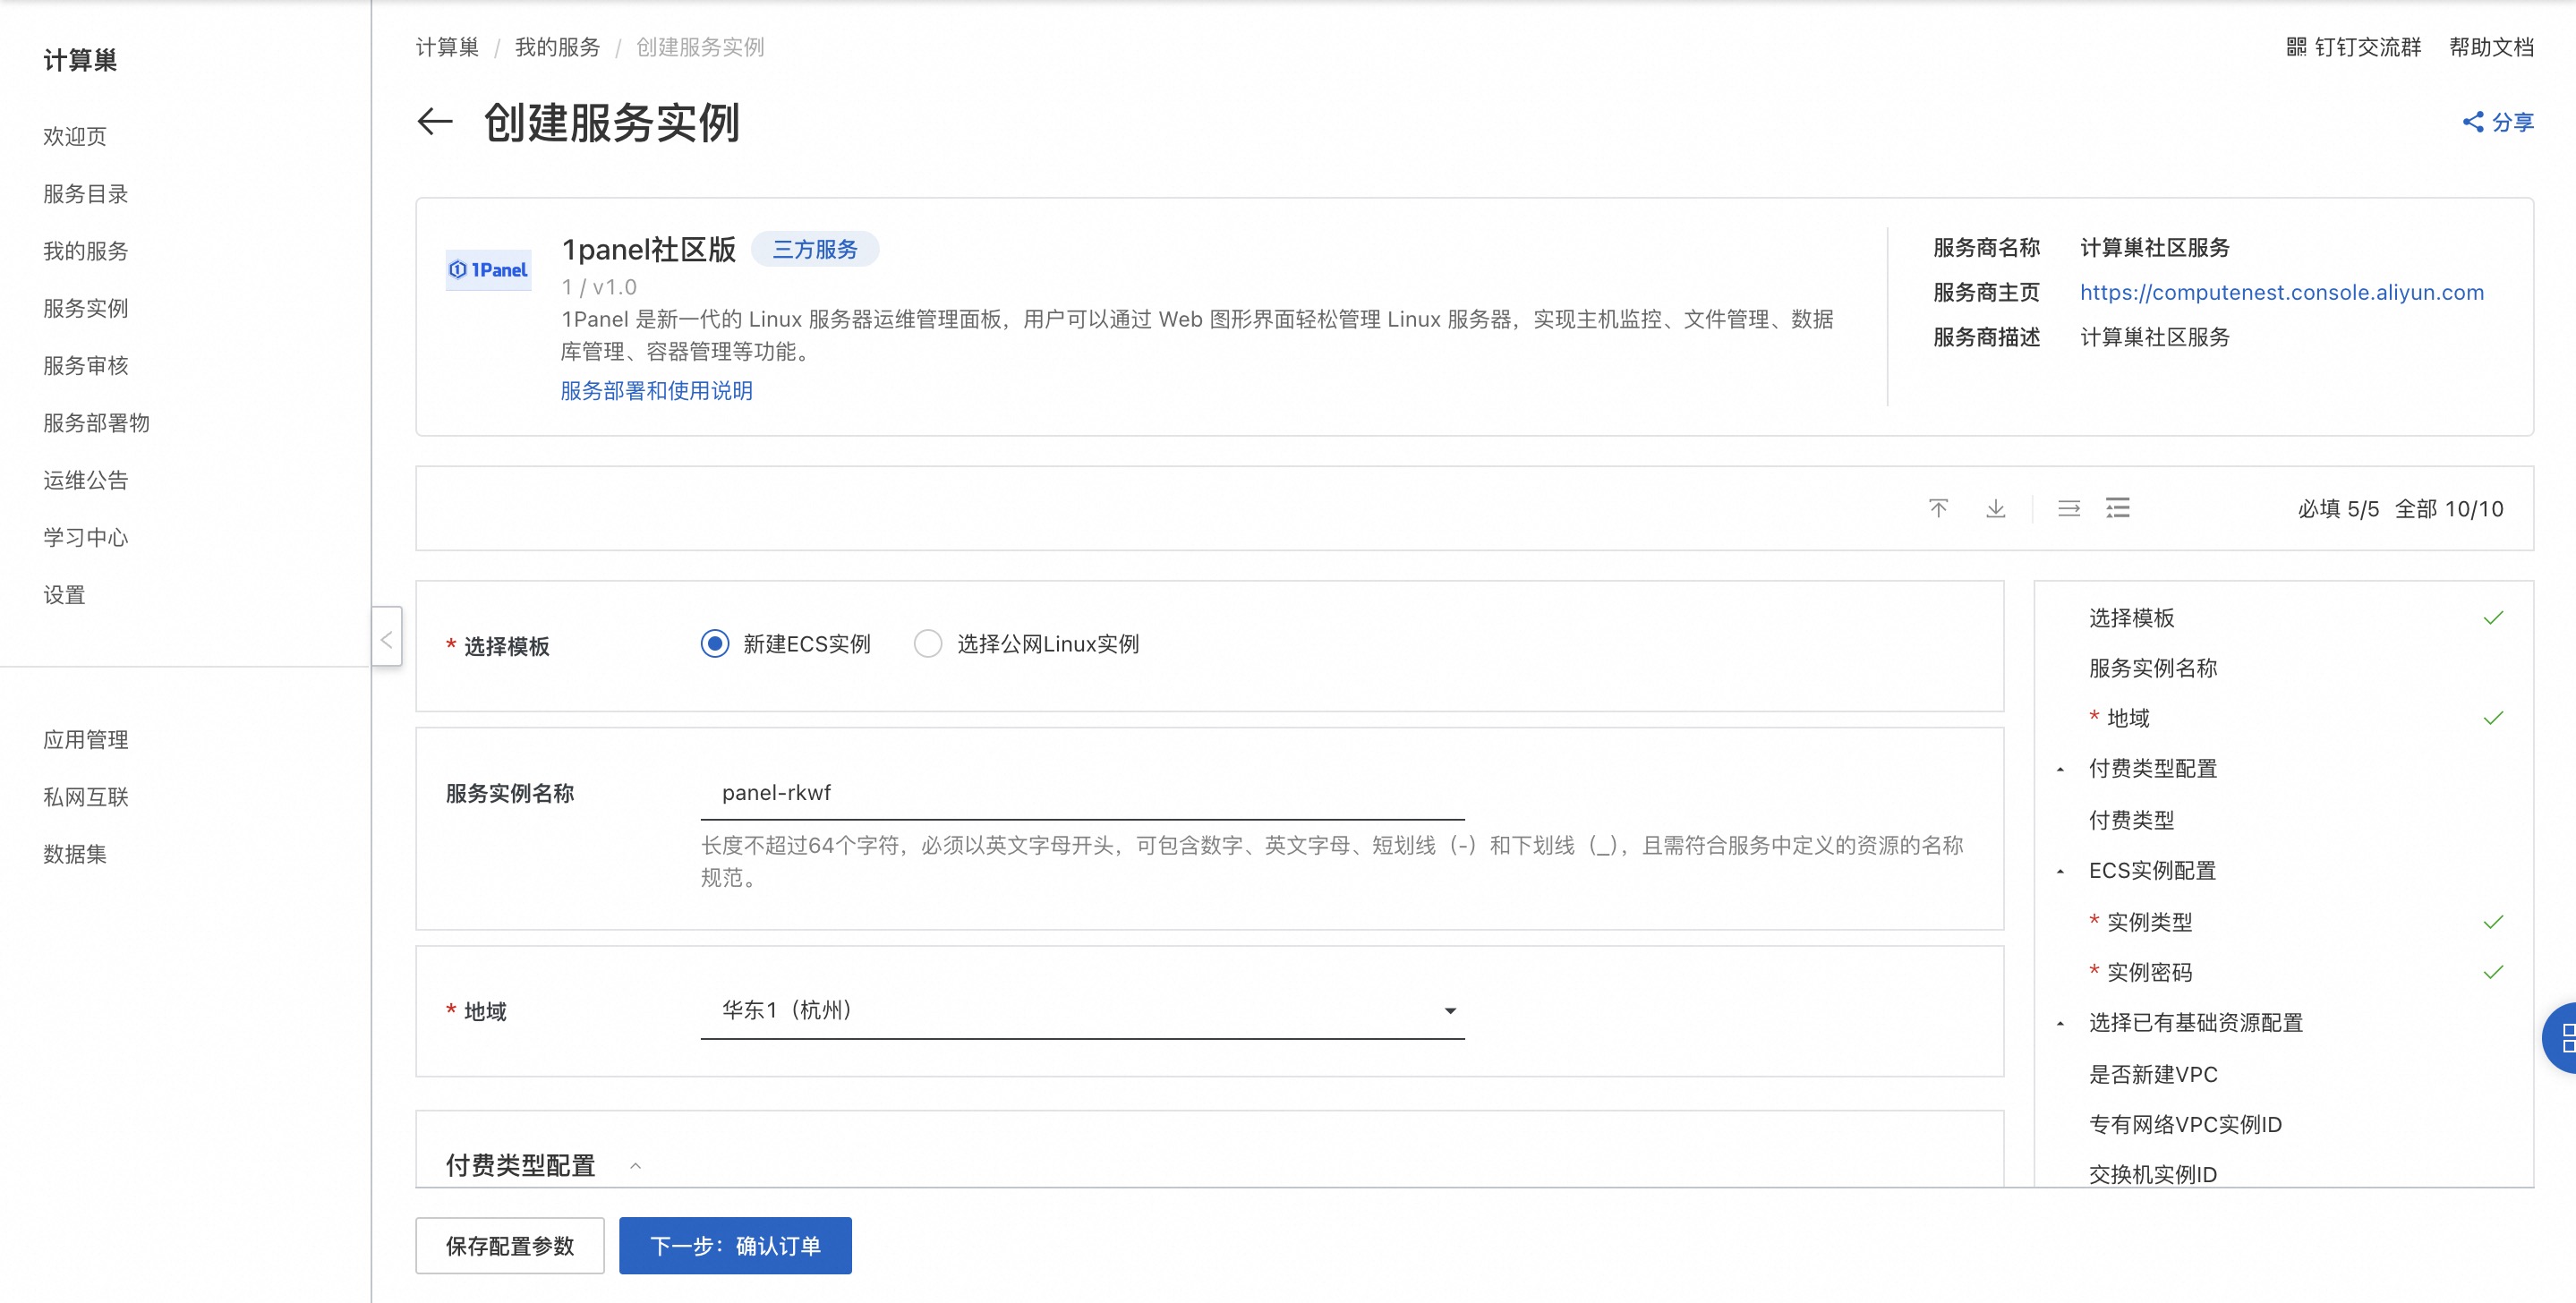 计算巢
欢迎页
服务目录
我的服务
服务实例
服务审核
服务部署物
运维公告
学习中心
设置
应用管理
私网互联
数据集
计算巢 / 我的服务 / 创建服务实例
钉钉交流群 帮助文档
创建服务实例
分享
1Panel
1panel社区版 三方服务
1 / v1.0
1Panel 是新一代的 Linux 服务器运维管理面板，用户可以通过 Web 图形界面轻松管理 Linux 服务器，实现主机监控、文件管理、数据
库管理、容器管理等功能。
服务部署和使用说明
服务商名称 计算巢社区服务
服务商主页 https://computenest.console.aliyun.com
服务商描述 计算巢社区服务
必填 5/5 全部 10/10
* 选择模板 新建ECS实例 选择公网Linux实例
服务实例名称 panel-rkwf
长度不超过64个字符，必须以英文字母开头，可包含数字、英文字母、短划线（-）和下划线（_），且需符合服务中定义的资源的名称
规范。
* 地域 华东1（杭州）
付费类型配置
选择模板
服务实例名称
* 地域
付费类型配置
付费类型
ECS实例配置
* 实例类型
* 实例密码
选择已有基础资源配置
是否新建VPC
专有网络VPC实例ID
交换机实例ID
保存配置参数 下一步：确认订单